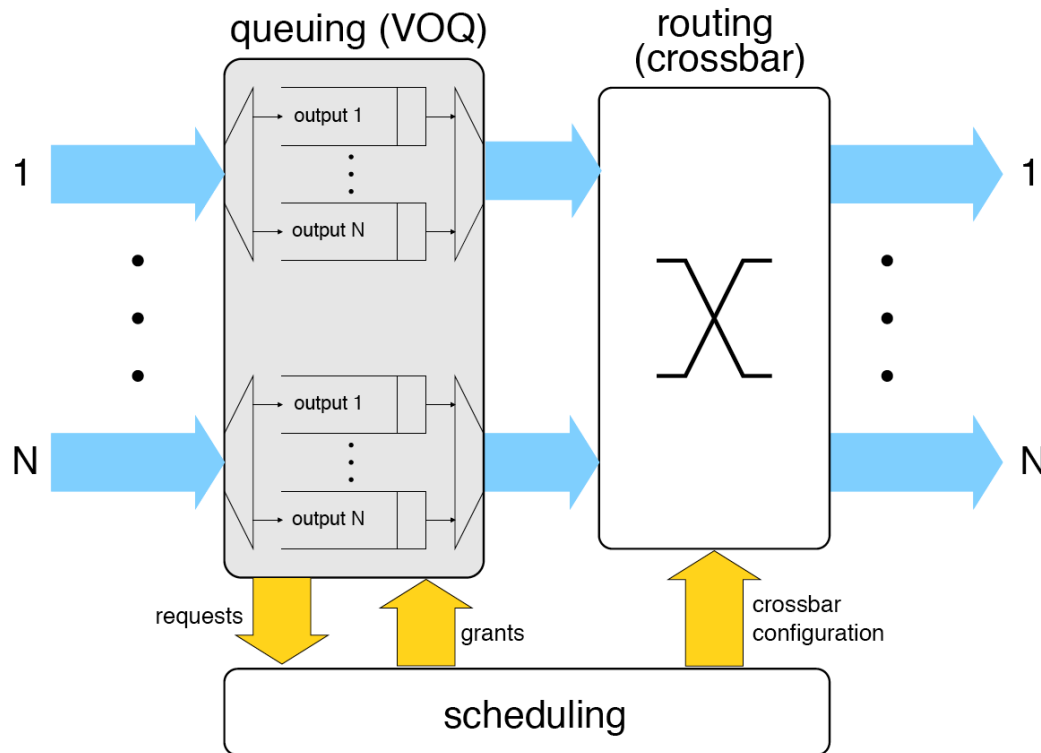 queuing (VOQ)
routing
(crossbar)
output 1
output N
1
1
output 1
output N
N
N
requests
grants
crossbar
configuration
scheduling